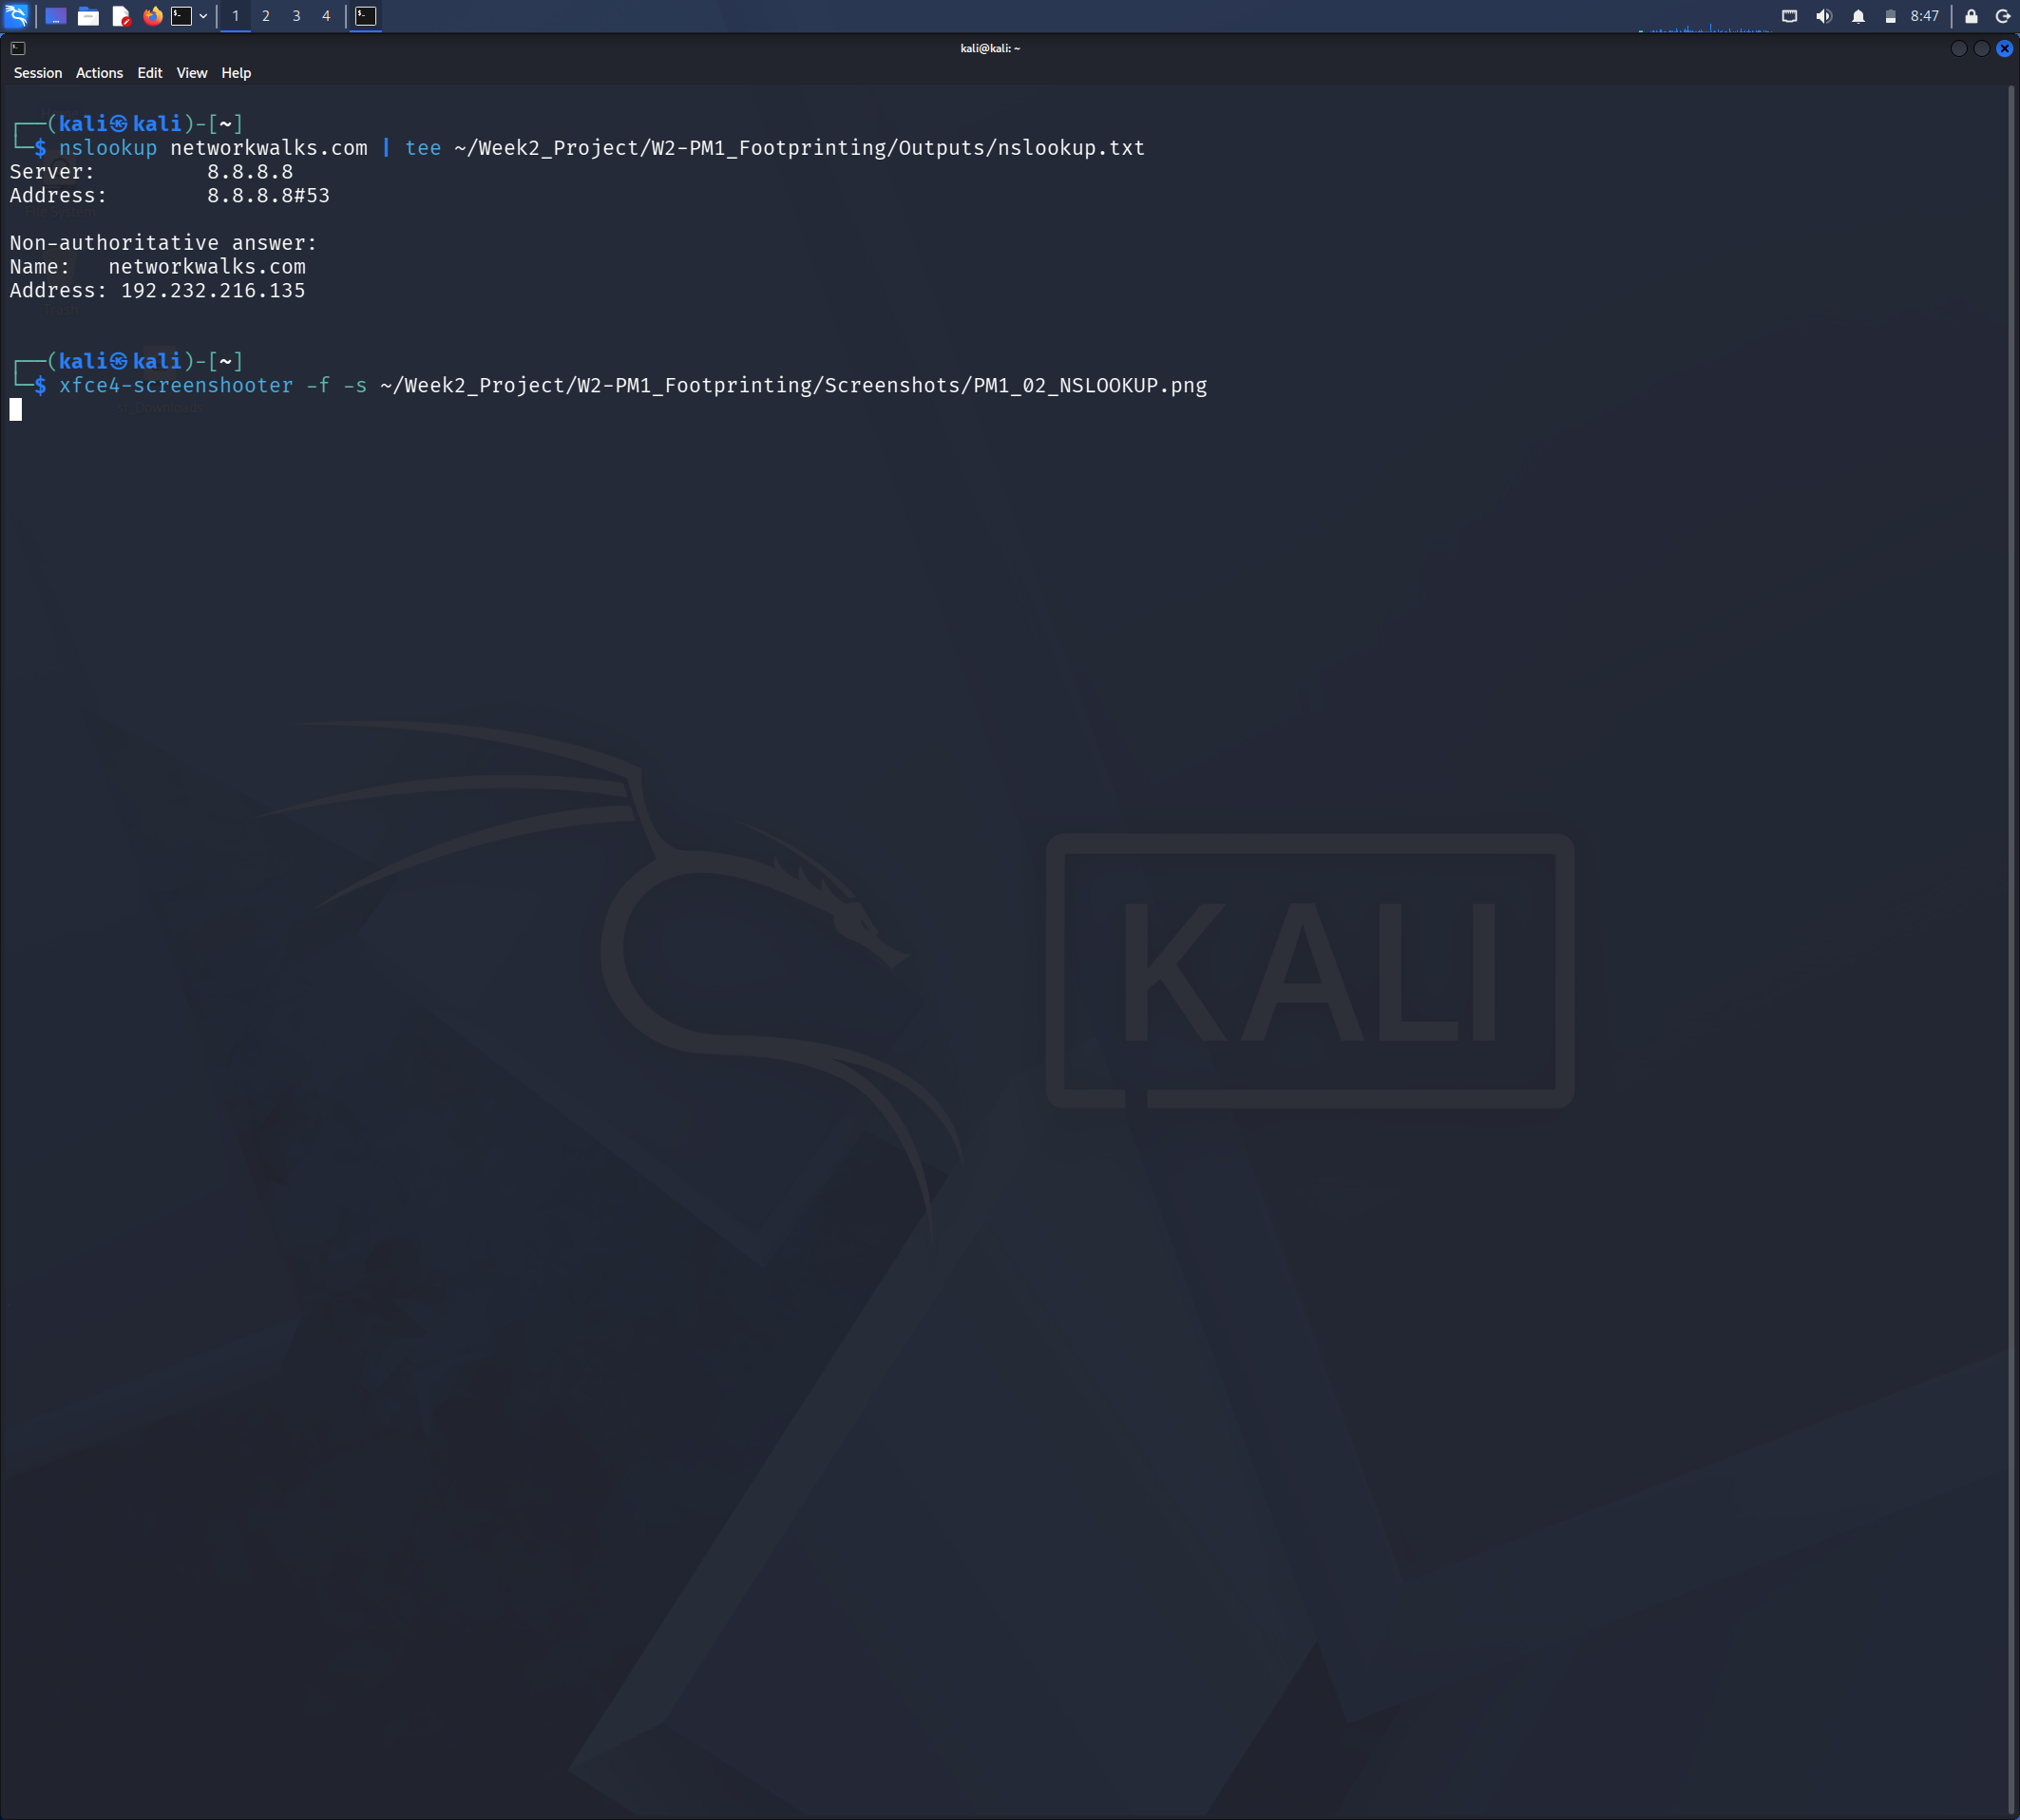 1 2 3 4 8:47
kali@kali: ~
Session Actions Edit View Help
┌──(kali㉿kali)-[~]
└─$ nslookup networkwalks.com | tee ~/Week2_Project/W2-PM1_Footprinting/Outputs/nslookup.txt
Server: 8.8.8.8
Address: 8.8.8.8#53
Non-authoritative answer:
Name: networkwalks.com
Address: 192.232.216.135
┌──(kali㉿kali)-[~]
└─$ xfce4-screenshooter -f -s ~/Week2_Project/W2-PM1_Footprinting/Screenshots/PM1_02_NSLOOKUP.png
sf_Downloads
KALI